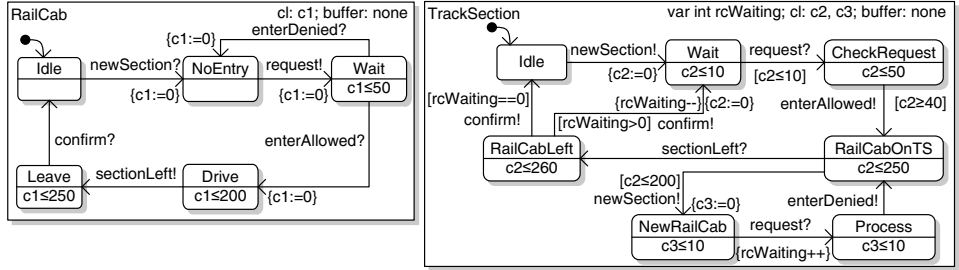 RailCab
cl: c1; buffer: none
{c1:=0}
enterDenied?
Idle
newSection?
{c1:=0}
NoEntry
request!
{c1:=0}
Wait
c1≤50
confirm?
enterAllowed?
Leave
c1≤250
sectionLeft!
Drive
c1≤200
{c1:=0}
TrackSection
var int rcWaiting; cl: c2, c3; buffer: none
Idle
newSection!
{c2:=0}
Wait
c2≤10
request?
[c2≤10]
CheckRequest
c2≤50
[rcWaiting==0]
confirm!
{rcWaiting--}
{c2:=0}
[rcWaiting>0]
confirm!
enterAllowed!
[c2≥40]
RailCabLeft
c2≤260
sectionLeft?
RailCabOnTS
c2≤250
[c2≤200]
newSection!
{c3:=0}
enterDenied!
NewRailCab
c3≤10
request?
{rcWaiting++}
Process
c3≤10